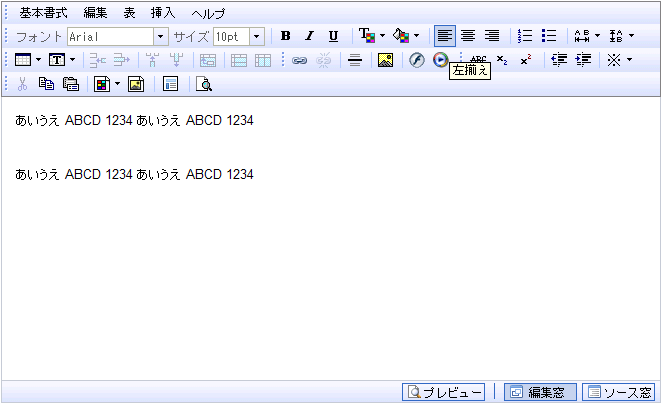 基本書式 編集 表 挿入 ヘルプ
フォント Arial サイズ 10pt B I U T
T ABC x₂ x²
左揃え
あいうえ ABCD 1234 あいうえ ABCD 1234
あいうえ ABCD 1234 あいうえ ABCD 1234
プレビュー 編集窓 ソース窓